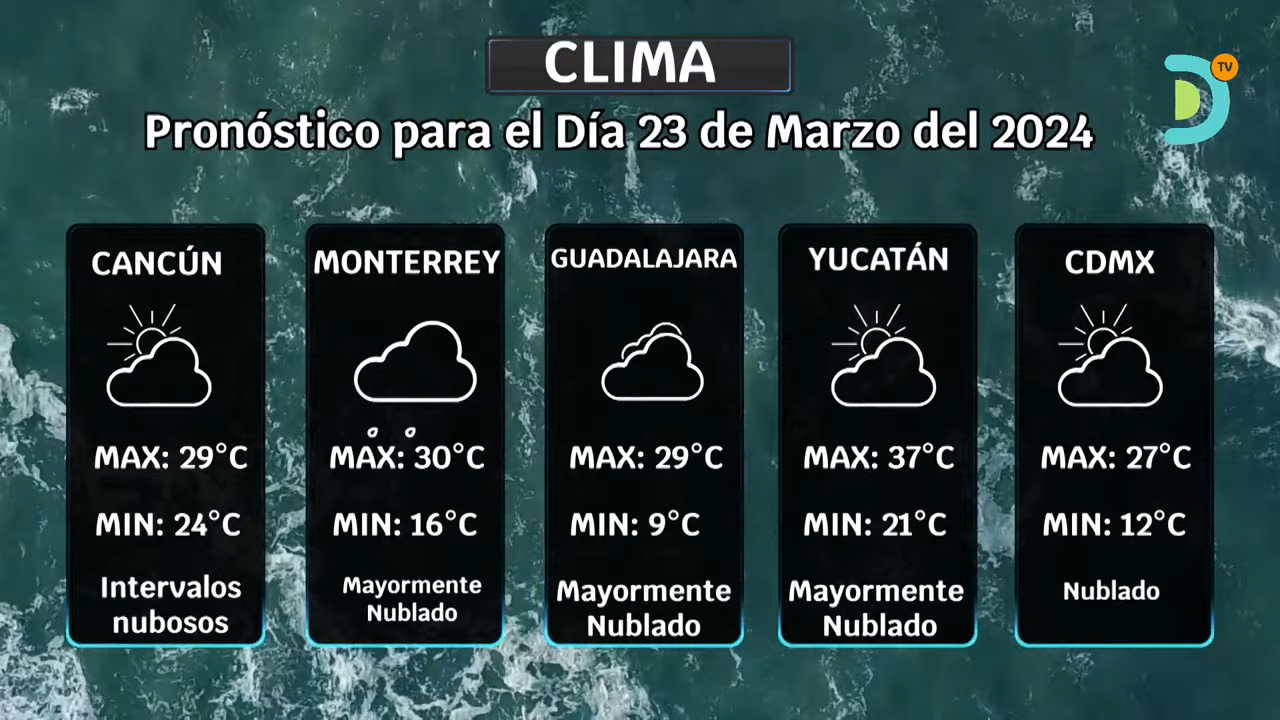 CLIMA
TV
Pronóstico para el Día 23 de Marzo del 2024
CANCÚN
MAX: 29°C
MIN: 24°C
Intervalos
nubosos
MONTERREY
MAX: 30°C
MIN: 16°C
Mayormente
Nublado
GUADALAJARA
MAX: 29°C
MIN: 9°C
Mayormente
Nublado
YUCATÁN
MAX: 37°C
MIN: 21°C
Mayormente
Nublado
CDMX
MAX: 27°C
MIN: 12°C
Nublado